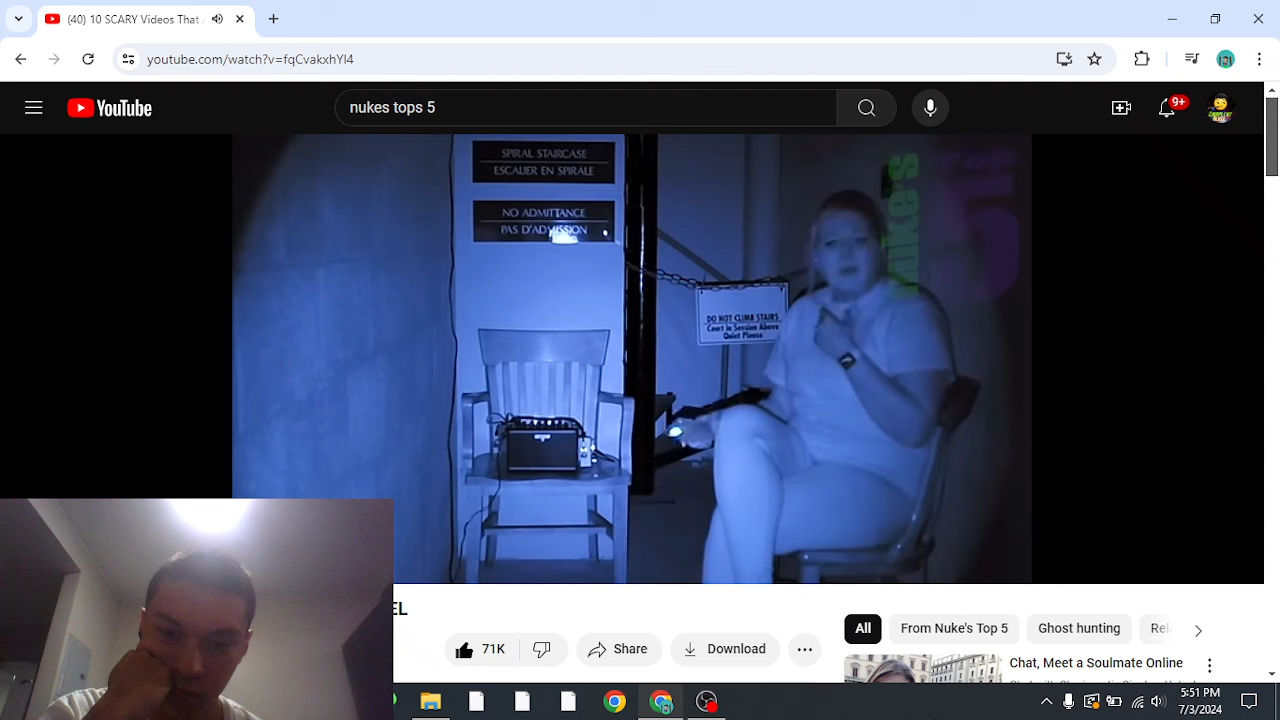 (40) 10 SCARY Videos That
youtube.com/watch?v=fqCvakxhYI4
YouTube
nukes tops 5
9+
SPIRAL STAIRCASE
ESCALIER EN SPIRALE
NO ADMITTANCE
PAS D'ADMISSION
DO NOT CLIMB STAIRS
Court in Session Above
Quiet Please
nuke's
71K
Share
Download
All
From Nuke's Top 5
Ghost hunting
Chat, Meet a Soulmate Online
5:51 PM
7/3/2024